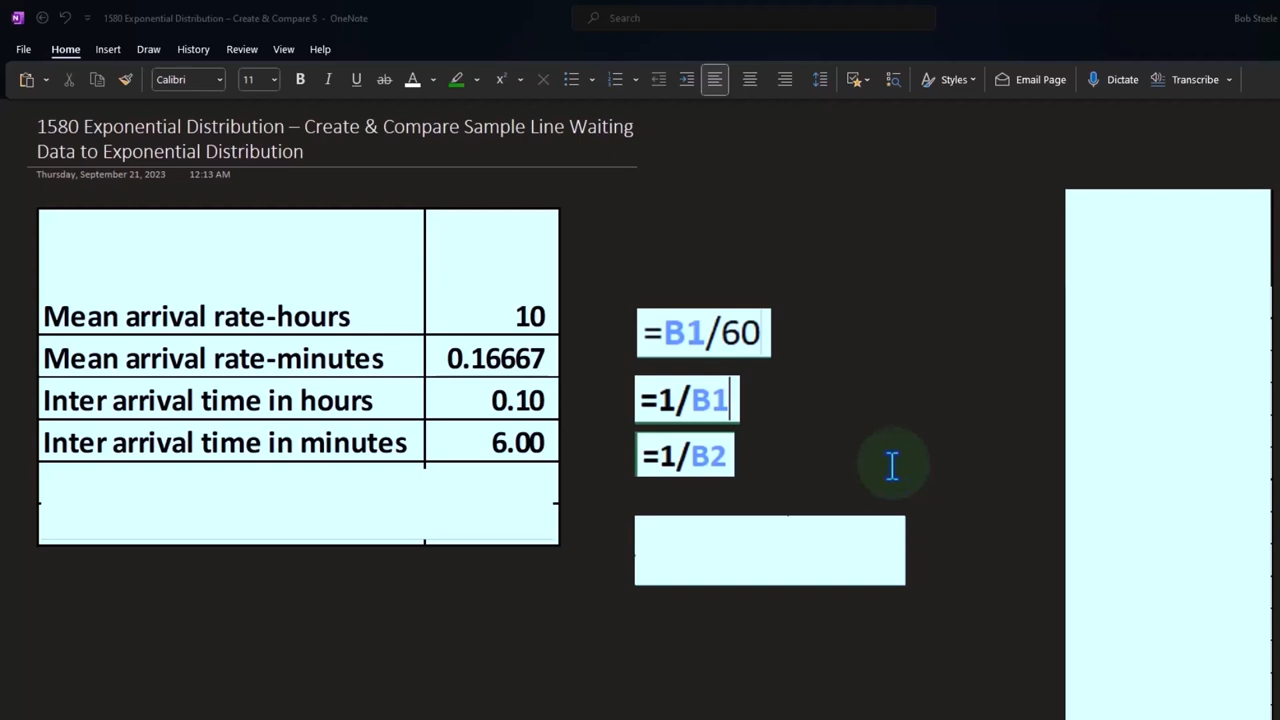 1580 Exponential Distribution – Create & Compare S - OneNote
Search
Bob Steele
File Home Insert Draw History Review View Help
Calibri 11 B I U ab A x² Styles Email Page Dictate Transcribe
1580 Exponential Distribution – Create & Compare Sample Line Waiting
Data to Exponential Distribution
Thursday, September 21, 2023 12:13 AM
Mean arrival rate-hours 10
=B1/60
Mean arrival rate-minutes 0.16667
Inter arrival time in hours 0.10
=1/B1
Inter arrival time in minutes 6.00
=1/B2